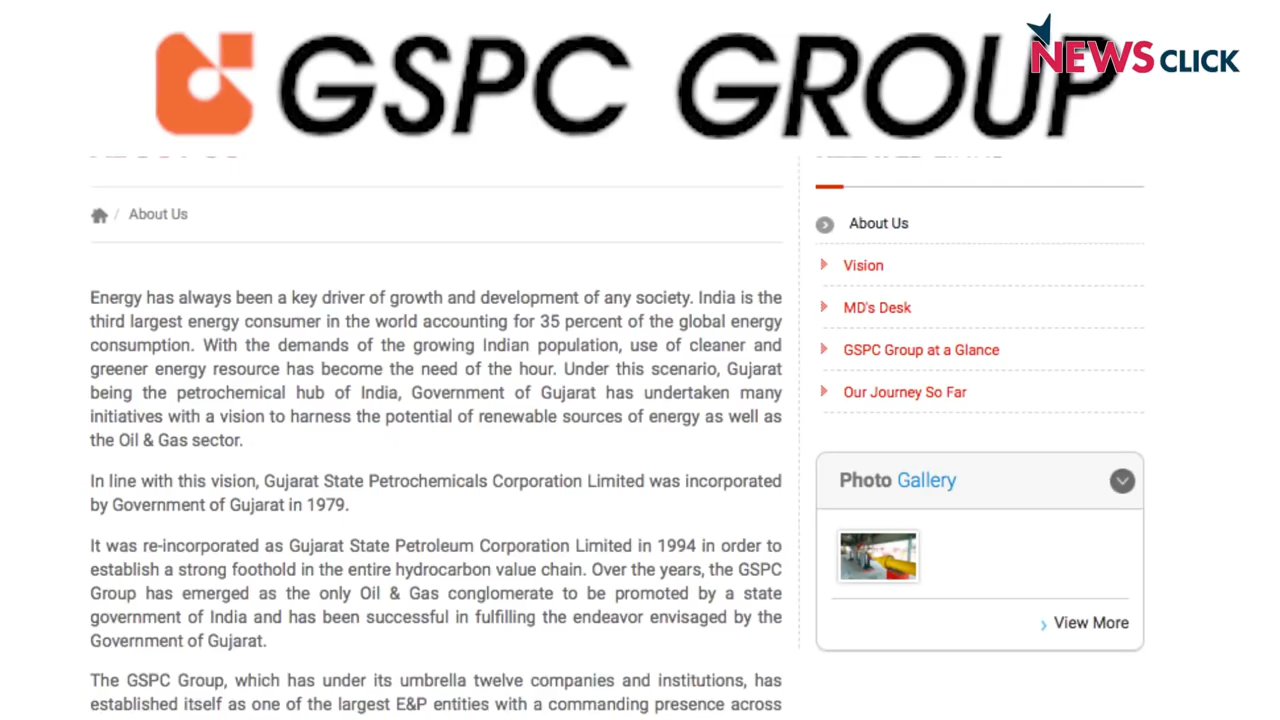 GSPC GROUP
NEWS CLICK
About Us
Energy has always been a key driver of growth and development of any society. India is the
third largest energy consumer in the world accounting for 35 percent of the global energy
consumption. With the demands of the growing Indian population, use of cleaner and
greener energy resource has become the need of the hour. Under this scenario, Gujarat
being the petrochemical hub of India, Government of Gujarat has undertaken many
initiatives with a vision to harness the potential of renewable sources of energy as well as
the Oil & Gas sector.
In line with this vision, Gujarat State Petrochemicals Corporation Limited was incorporated
by Government of Gujarat in 1979.
It was re-incorporated as Gujarat State Petroleum Corporation Limited in 1994 in order to
establish a strong foothold in the entire hydrocarbon value chain. Over the years, the GSPC
Group has emerged as the only Oil & Gas conglomerate to be promoted by a state
government of India and has been successful in fulfilling the endeavor envisaged by the
Government of Gujarat.
The GSPC Group, which has under its umbrella twelve companies and institutions, has
established itself as one of the largest E&P entities with a commanding presence across
About Us
Vision
MD's Desk
GSPC Group at a Glance
Our Journey So Far
Photo Gallery
View More